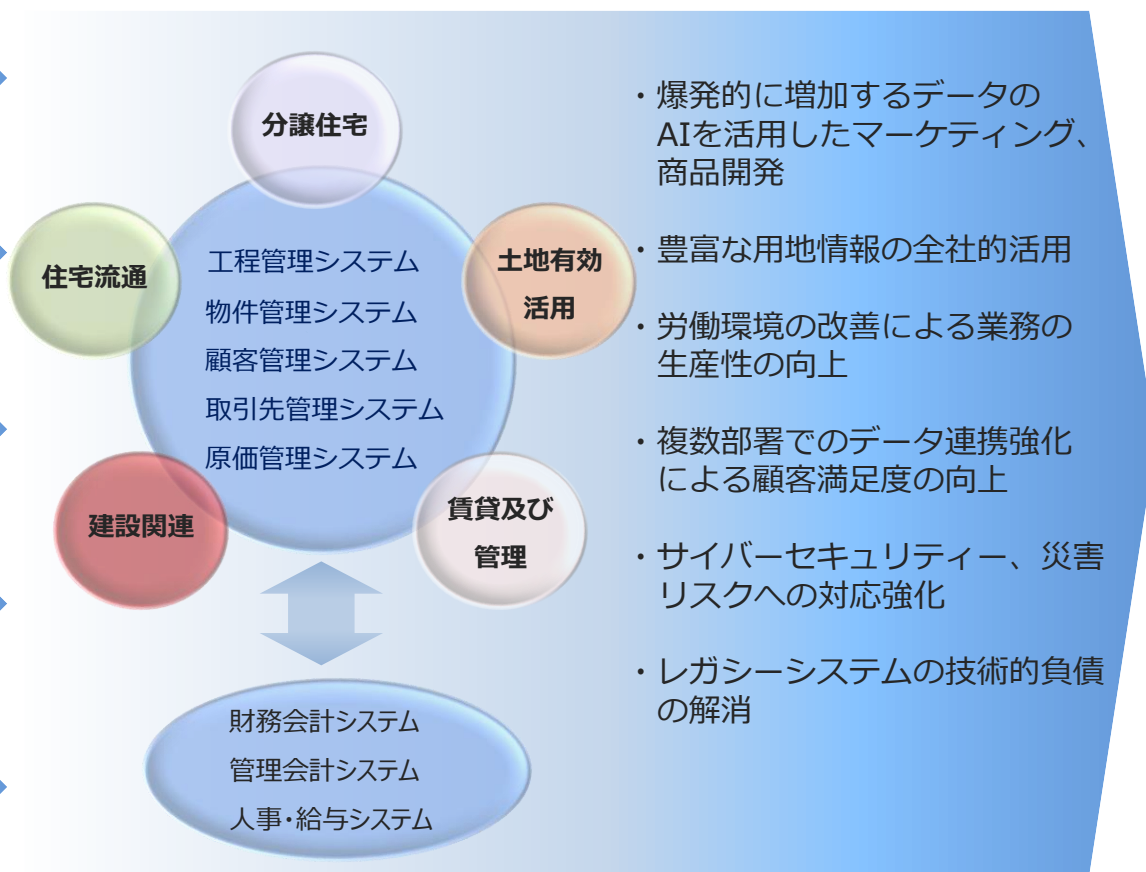 分譲住宅
住宅流通
土地有効
活用
工程管理システム
物件管理システム
顧客管理システム
取引先管理システム
原価管理システム
建設関連
賃貸及び
管理
財務会計システム
管理会計システム
人事・給与システム
・爆発的に増加するデータの
AIを活用したマーケティング、
商品開発
・豊富な用地情報の全社的活用
・労働環境の改善による業務の
生産性の向上
・複数部署でのデータ連携強化
による顧客満足度の向上
・サイバーセキュリティー、災害
リスクへの対応強化
・レガシーシステムの技術的負債
の解消